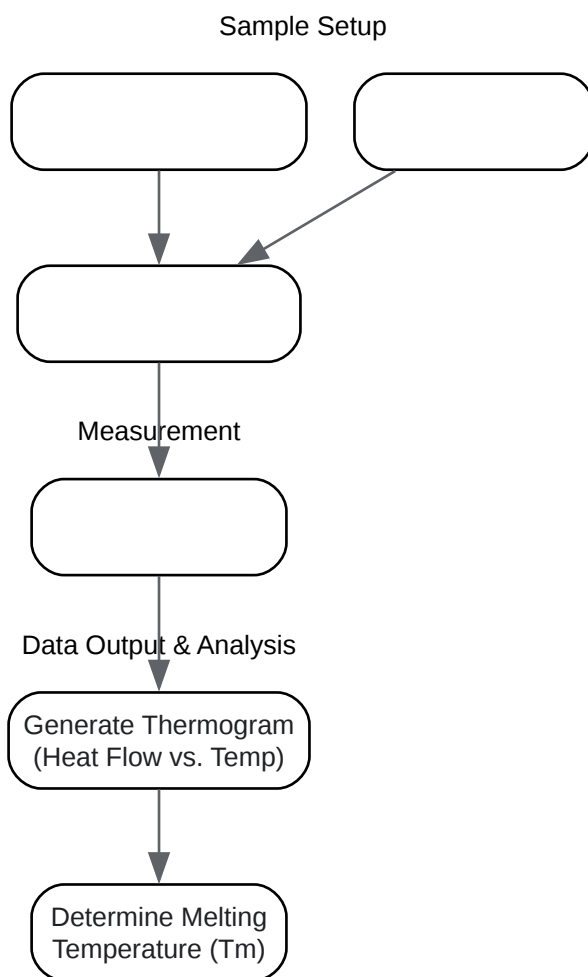 Sample Setup
Measurement
Data Output & Analysis
Generate Thermogram
(Heat Flow vs. Temp)
Determine Melting
Temperature (Tm)